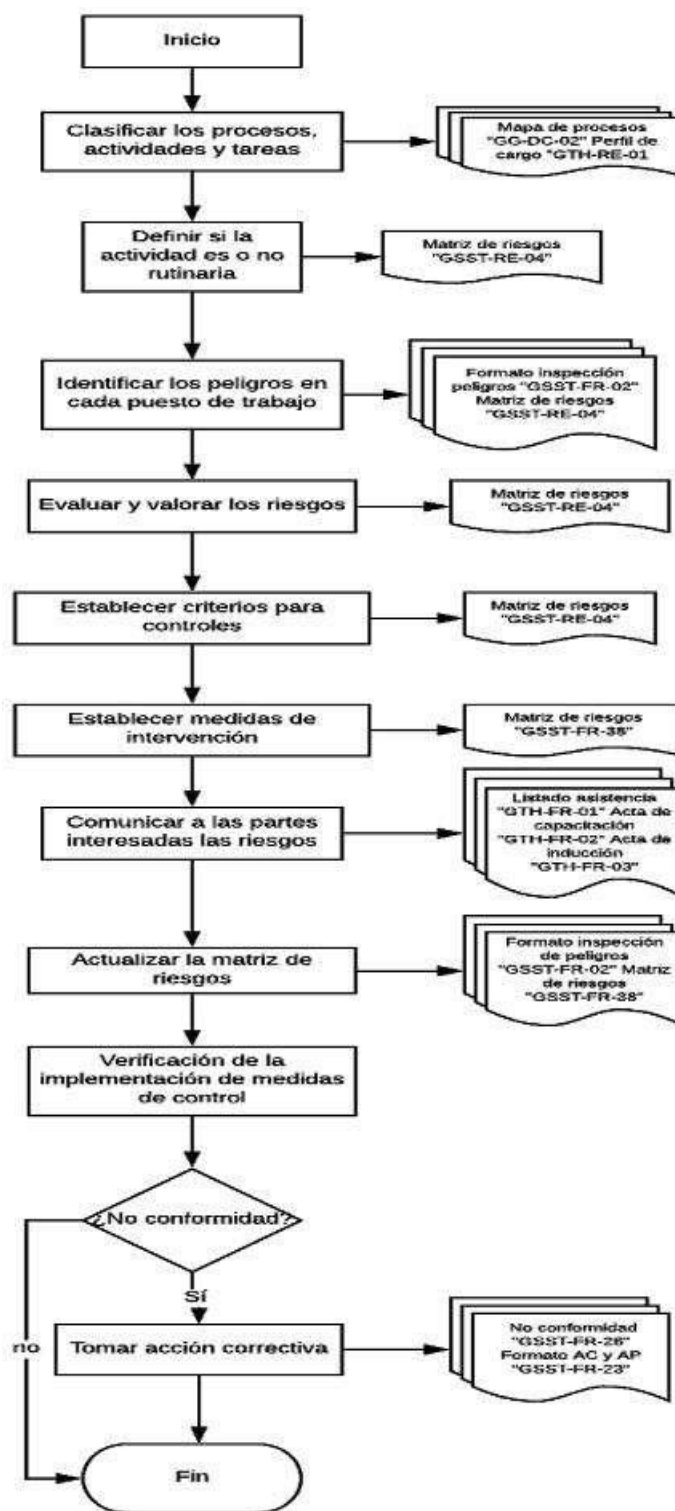 Inicio
Clasificar los procesos,
actividades y tareas
Mapa de procesos
"GG-DC-02" Perfil de
cargo "GTH-RE-01
Definir si la
actividad es o no
rutinaria
Matriz de riesgos
"GSST-RE-04"
Identificar los peligros en
cada puesto de trabajo
Formato inspección
peligros "GSST-FR-02"
Matriz de riesgos
"GSST-RE-04"
Evaluar y valorar los riesgos
Matriz de riesgos
"GSST-RE-04"
Establecer criterios para
controles
Matriz de riesgos
"GSST-RE-04"
Establecer medidas de
intervención
Matriz de riesgos
"GSST-FR-38"
Comunicar a las partes
interesadas las riesgos
Listado asistencia
"GTH-FR-01" Acta de
capacitación
"GTH-FR-02" Acta de
inducción
"GTH-FR-03"
Actualizar la matriz de
riesgos
Formato inspección
de peligros
"GSST-FR-02" Matriz
de riesgos
"GSST-FR-38"
Verificación de la
implementación de medidas
de control
¿No conformidad?
Sí
no
Tomar acción correctiva
No conformidad
"GSST-FR-26"
Formato AC y AP
"GSST-FR-23"
Fin